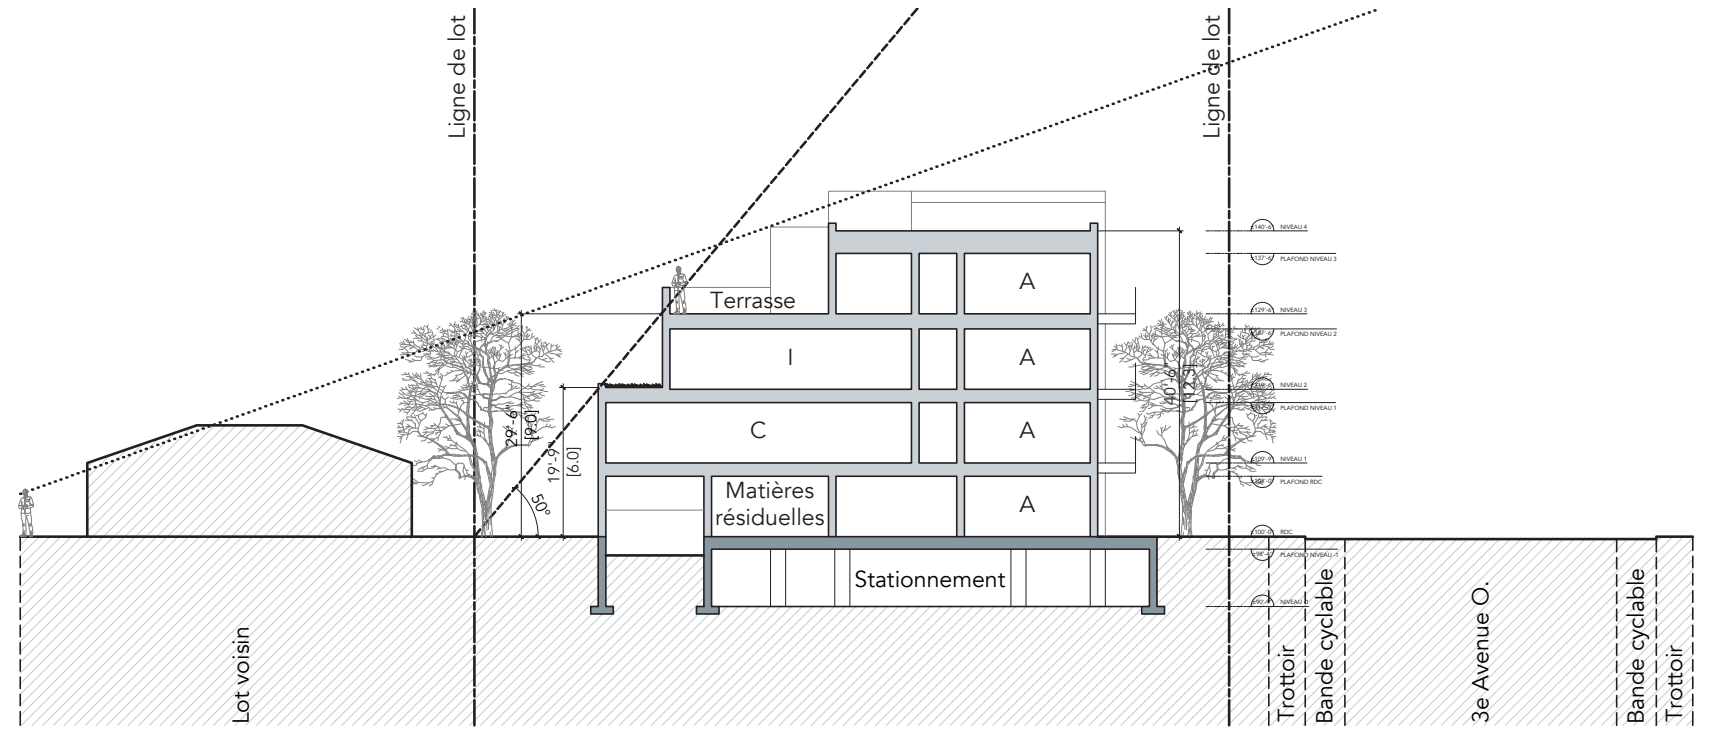 Ligne de lot
Ligne de lot
NIVEAU 4
PLAFOND NIVEAU 3
NIVEAU 3
PLAFOND NIVEAU 2
NIVEAU 2
PLAFOND NIVEAU 1
NIVEAU 1
PLAFOND RDC
RDC
PLAFOND NIVEAU -1
Terrasse
A
I
A
C
A
Matières
résiduelles
A
Stationnement
29'-6"
[9.0]
19'-9"
[6.0]
50°
40'-6"
[12.3]
Lot voisin
Trottoir
Bande cyclable
3e Avenue O.
Bande cyclable
Trottoir